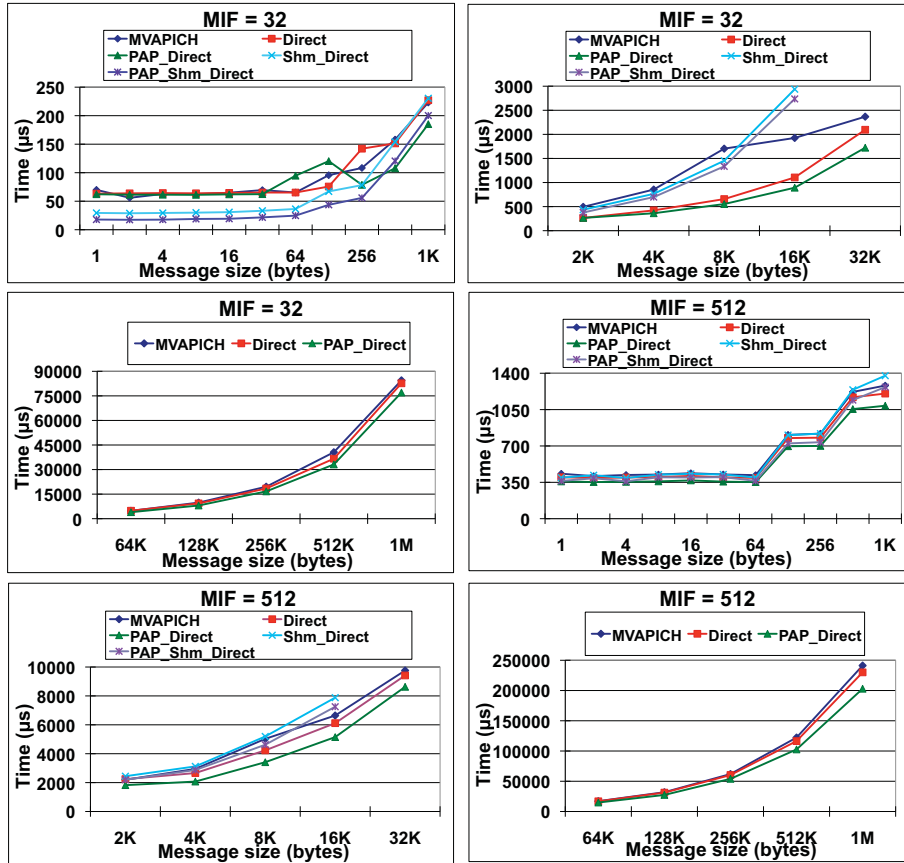 MIF = 32
MVAPICH Direct
PAP_Direct Shm_Direct
PAP_Shm_Direct
Time (µs)
250
200
150
100
50
0
1 4 16 64 256 1K
Message size (bytes)
MIF = 32
MVAPICH Direct
PAP_Direct Shm_Direct
PAP_Shm_Direct
Time (µs)
3000
2500
2000
1500
1000
500
0
2K 4K 8K 16K 32K
Message size (bytes)
MIF = 32
MVAPICH Direct PAP_Direct
Time (µs)
90000
75000
60000
45000
30000
15000
0
64K 128K 256K 512K 1M
Message size (bytes)
MIF = 512
MVAPICH Direct
PAP_Direct Shm_Direct
PAP_Shm_Direct
Time (µs)
1400
1050
700
350
0
1 4 16 64 256 1K
Message size (bytes)
MIF = 512
MVAPICH Direct
PAP_Direct Shm_Direct
PAP_Shm_Direct
Time (µs)
10000
8000
6000
4000
2000
0
2K 4K 8K 16K 32K
Message size (bytes)
MIF = 512
MVAPICH Direct PAP_Direct
Time (µs)
250000
200000
150000
100000
50000
0
64K 128K 256K 512K 1M
Message size (bytes)